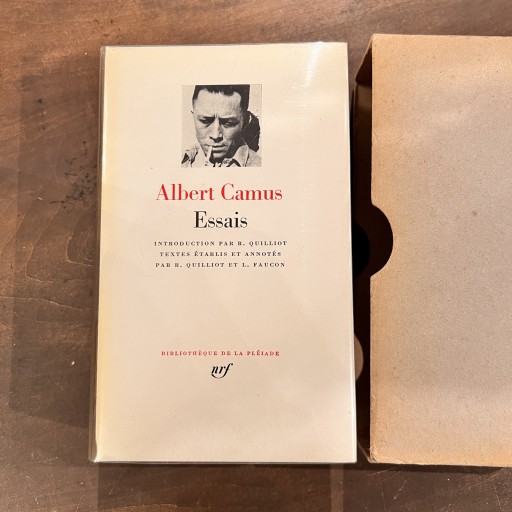 Albert Camus
Essais
INTRODUCTION PAR R. QUILLIOT
TEXTES ÉTABLIS ET ANNOTÉS
PAR R. QUILLIOT ET L. FAUCON
BIBLIOTHÈQUE DE LA PLÉIADE
nrf